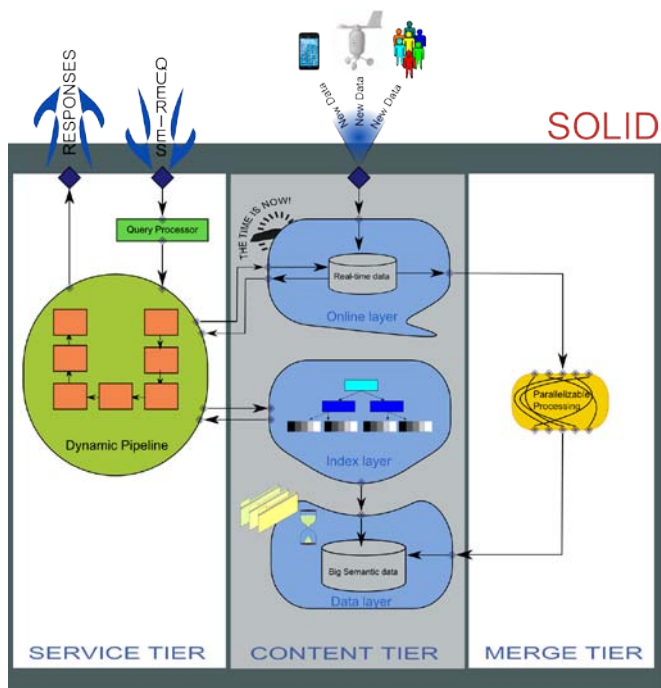 RESPONSES
QUERIES
New Data
New Data
New Data
SOLID
Query Processor
THE TIME IS NOW!
Real-time data
Online layer
Parallelizable
Processing
Dynamic Pipeline
Index layer
Big Semantic data
Data layer
SERVICE TIER
CONTENT TIER
MERGE TIER